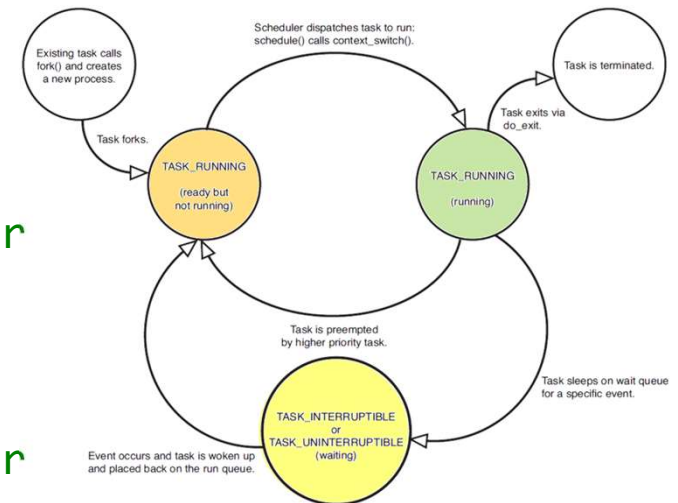 Scheduler dispatches task to run:
schedule() calls context_switch().
Existing task calls
fork() and creates
a new process.
Task is terminated.
Task exits via
do_exit.
Task forks.
TASK_RUNNING
(ready but
not running)
TASK_RUNNING
(running)
r
Task is preempted
by higher priority task.
Task sleeps on wait queue
for a specific event.
TASK_INTERRUPTIBLE
or
TASK_UNINTERRUPTIBLE
(waiting)
Event occurs and task is woken up
and placed back on the run queue.
r